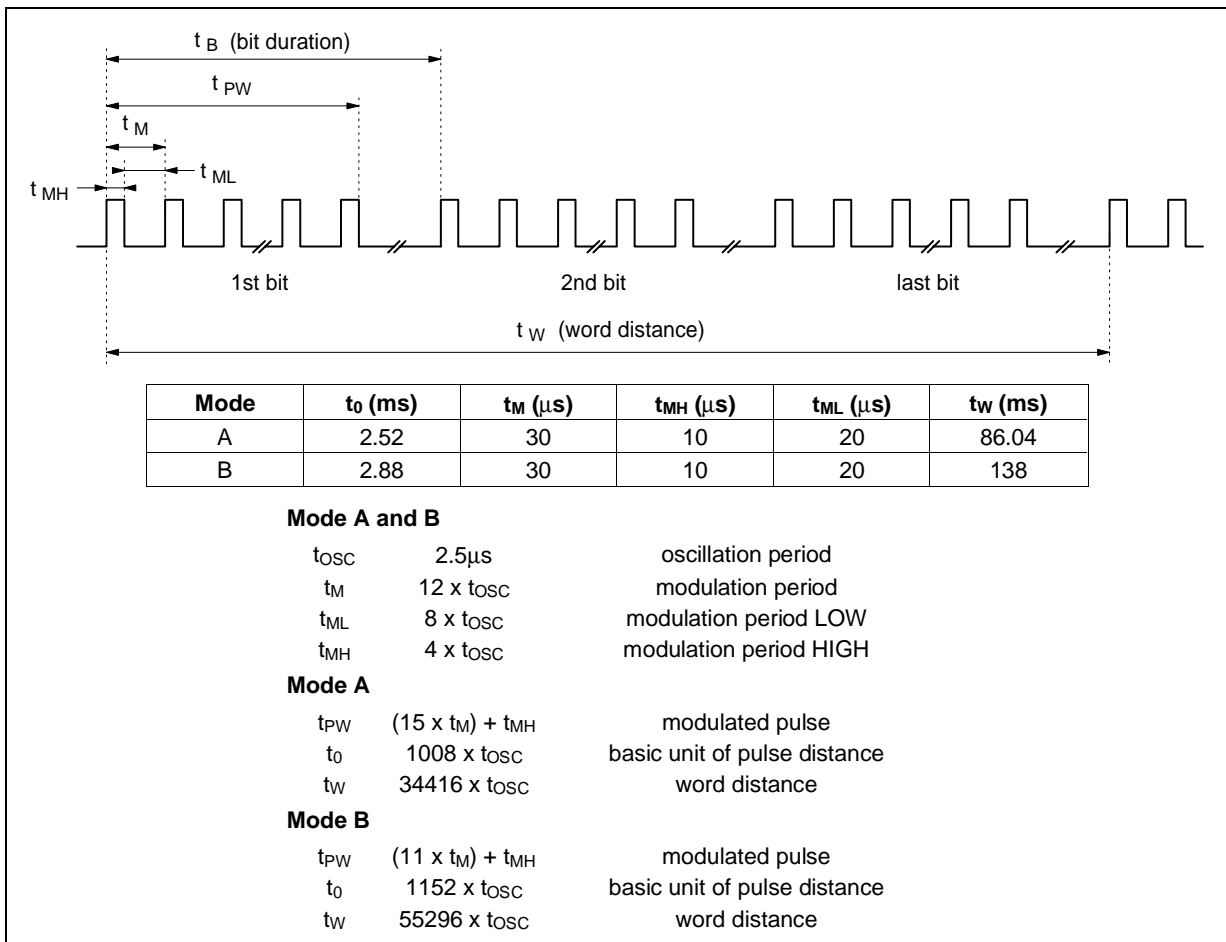 t B (bit duration)
t PW
t M
t ML
t MH
1st bit 2nd bit last bit
t W (word distance)
Mode t0 (ms) tM (μs) tMH (μs) tML (μs) tW (ms)
A 2.52 30 10 20 86.04
B 2.88 30 10 20 138
Mode A and B
tOSC 2.5μs oscillation period
tM 12 x tOSC modulation period
tML 8 x tOSC modulation period LOW
tMH 4 x tOSC modulation period HIGH
Mode A
tPW (15 x tM) + tMH modulated pulse
t0 1008 x tOSC basic unit of pulse distance
tW 34416 x tOSC word distance
Mode B
tPW (11 x tM) + tMH modulated pulse
t0 1152 x tOSC basic unit of pulse distance
tW 55296 x tOSC word distance